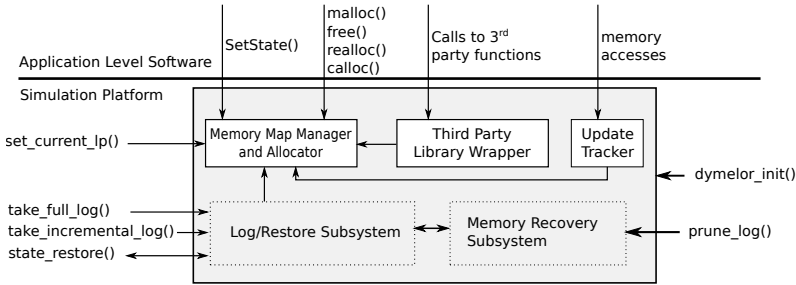 malloc()
free()
realloc()
calloc()
SetState()
Calls to 3rd
party functions
memory
accesses
Application Level Software
Simulation Platform
set_current_lp()
Memory Map Manager
and Allocator
Third Party
Library Wrapper
Update
Tracker
dymelor_init()
take_full_log()
take_incremental_log()
state_restore()
Log/Restore Subsystem
Memory Recovery
Subsystem
prune_log()